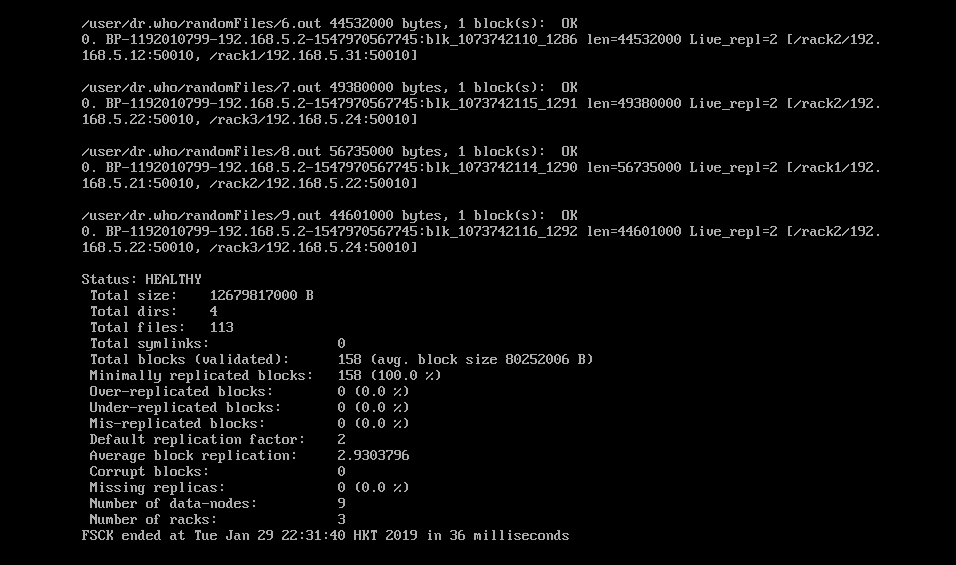 /user/dr.who/randomFiles/6.out 44532000 bytes, 1 block(s):  OK
0. BP-1192010799-192.168.5.2-1547970567745:blk_1073742110_1286 len=44532000 Live_repl=2 [/rack2/192.
168.5.12:50010, /rack1/192.168.5.31:50010]

/user/dr.who/randomFiles/7.out 49380000 bytes, 1 block(s):  OK
0. BP-1192010799-192.168.5.2-1547970567745:blk_1073742115_1291 len=49380000 Live_repl=2 [/rack2/192.
168.5.22:50010, /rack3/192.168.5.24:50010]

/user/dr.who/randomFiles/8.out 56735000 bytes, 1 block(s):  OK
0. BP-1192010799-192.168.5.2-1547970567745:blk_1073742114_1290 len=56735000 Live_repl=2 [/rack1/192.
168.5.21:50010, /rack2/192.168.5.22:50010]

/user/dr.who/randomFiles/9.out 44601000 bytes, 1 block(s):  OK
0. BP-1192010799-192.168.5.2-1547970567745:blk_1073742116_1292 len=44601000 Live_repl=2 [/rack2/192.
168.5.22:50010, /rack3/192.168.5.24:50010]

Status: HEALTHY
 Total size:    12679817000 B
 Total dirs:    4
 Total files:   113
 Total symlinks:                0
 Total blocks (validated):      158 (avg. block size 80252006 B)
 Minimally replicated blocks:   158 (100.0 %)
 Over-replicated blocks:        0 (0.0 %)
 Under-replicated blocks:       0 (0.0 %)
 Mis-replicated blocks:         0 (0.0 %)
 Default replication factor:    2
 Average block replication:     2.9303796
 Corrupt blocks:                0
 Missing replicas:              0 (0.0 %)
 Number of data-nodes:          9
 Number of racks:               3
FSCK ended at Tue Jan 29 22:31:40 HKT 2019 in 36 milliseconds